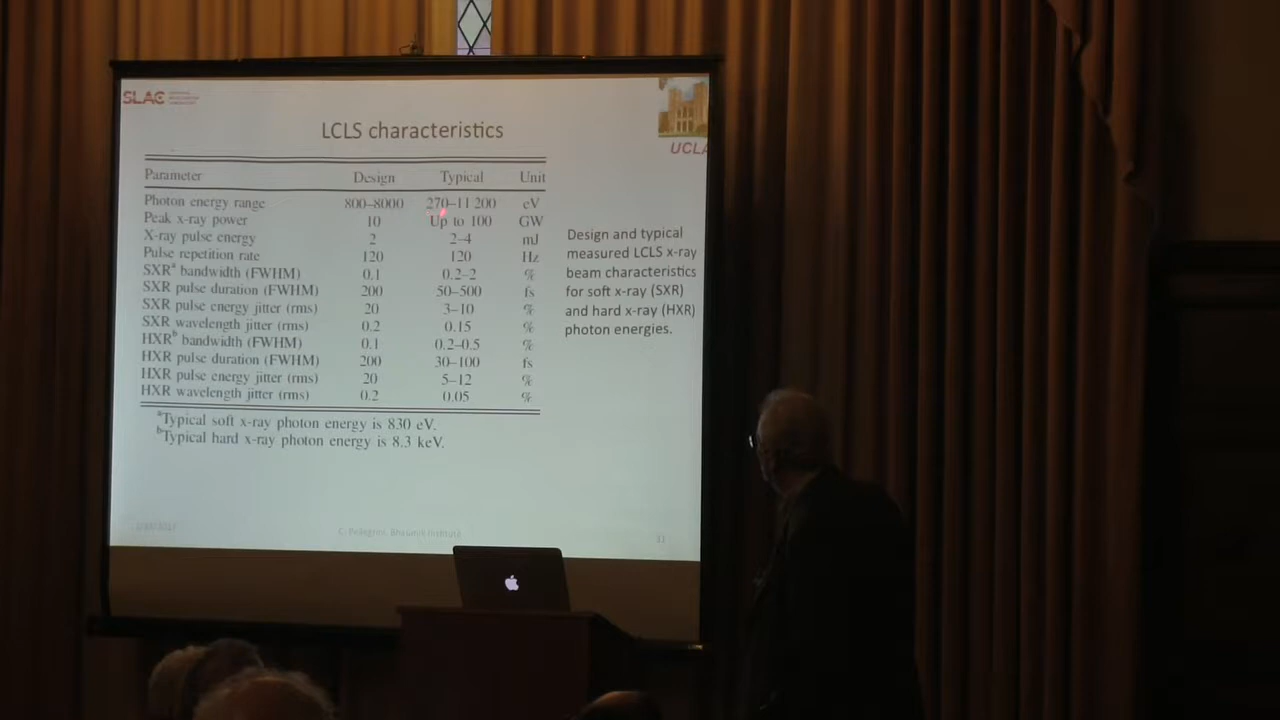 SLAC
UCLA
LCLS characteristics
Parameter Design Typical Unit
Photon energy range 800–8000 270–11 200 eV
Peak x-ray power 10 Up to 100 GW
X-ray pulse energy 2 2–4 mJ
Pulse repetition rate 120 120 Hz
SXRᵃ bandwidth (FWHM) 0.1 0.2–2 %
SXR pulse duration (FWHM) 200 50–500 fs
SXR pulse energy jitter (rms) 20 3–10 %
SXR wavelength jitter (rms) 0.2 0.15 %
HXRᵇ bandwidth (FWHM) 0.1 0.2–0.5 %
HXR pulse duration (FWHM) 200 30–100 fs
HXR pulse energy jitter (rms) 20 5–12 %
HXR wavelength jitter (rms) 0.2 0.05 %
ᵃTypical soft x-ray photon energy is 830 eV.
ᵇTypical hard x-ray photon energy is 8.3 keV.
Design and typical
measured LCLS x-ray
beam characteristics
for soft x-ray (SXR)
and hard x-ray (HXR)
photon energies.
C. Pellegrini, Institute